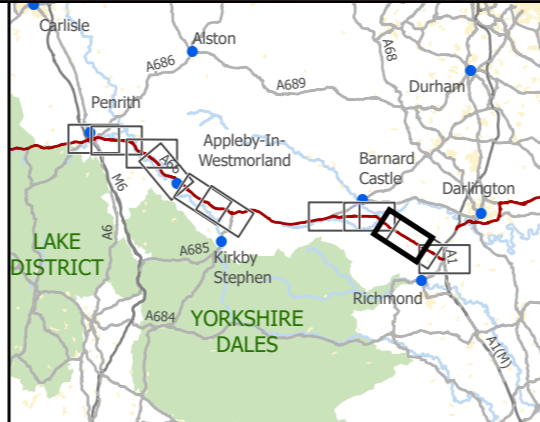 Carlisle
Alston
A686
A68
A689
Durham
Penrith
Appleby-In-
Westmorland
Barnard
Castle
Darlington
A66
M6
A6
LAKE
DISTRICT
A685
Kirkby
Stephen
A1
Richmond
A684
YORKSHIRE
DALES
A1(M)